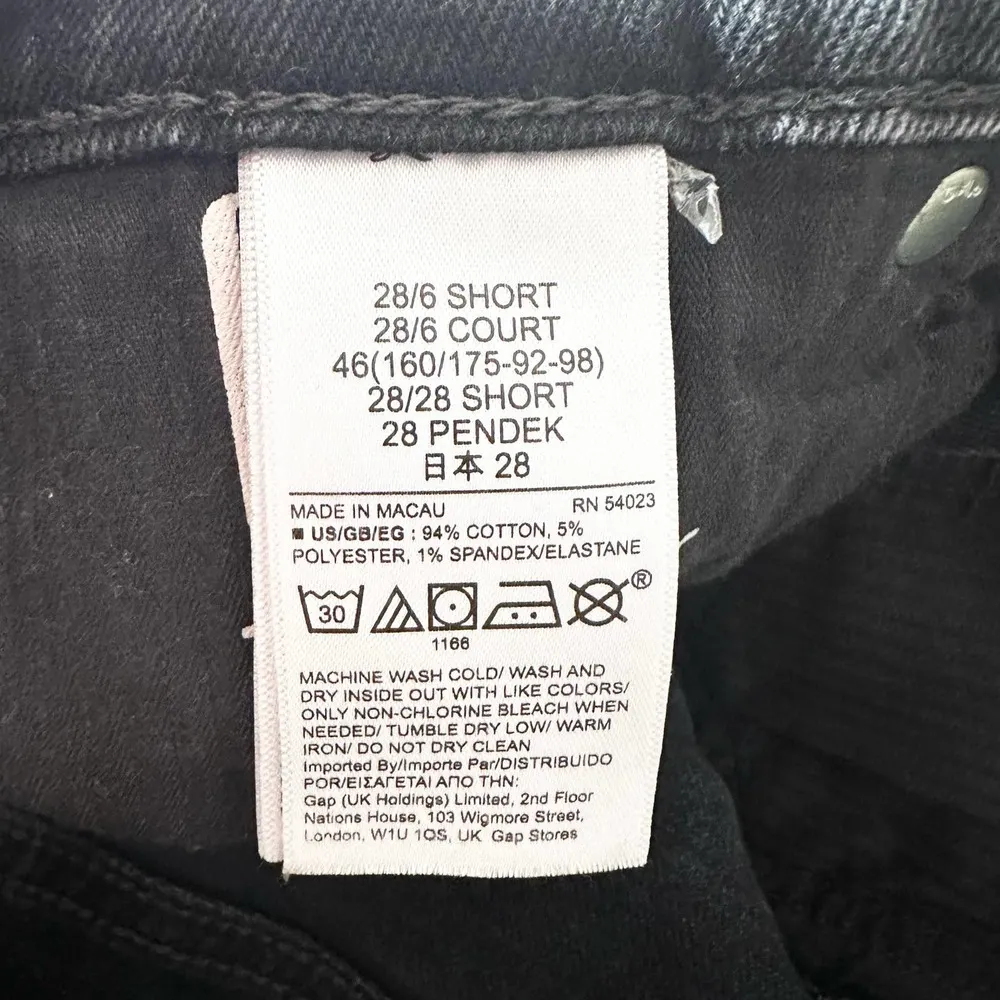 28/6 SHORT
28/6 COURT
46(160/175-92-98)
28/28 SHORT
28 PENDEK
日本 28
MADE IN MACAU RN 54023
US/GB/EG : 94% COTTON, 5%
POLYESTER, 1% SPANDEX/ELASTANE
30 ®
1166
MACHINE WASH COLD/ WASH AND
DRY INSIDE OUT WITH LIKE COLORS/
ONLY NON-CHLORINE BLEACH WHEN
NEEDED/ TUMBLE DRY LOW/ WARM
IRON/ DO NOT DRY CLEAN
Imported By/Importe Par/DISTRIBUIDO
POR/ΕΙΣΑΓΕΤΑΙ ΑΠΟ ΤΗΝ:
Gap (UK Holdings) Limited, 2nd Floor
Nations House, 103 Wigmore Street,
London, W1U 1QS, UK Gap Stores